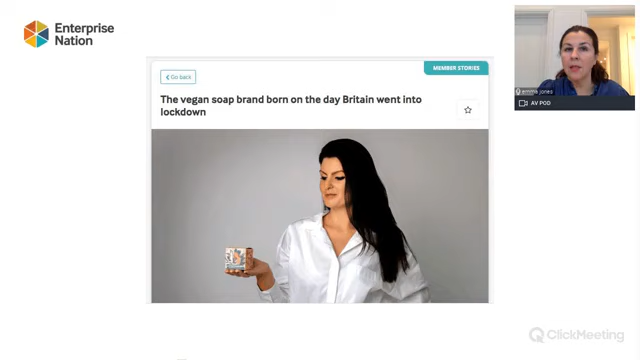 Enterprise
Nation
MEMBER STORIES
Go back
The vegan soap brand born on the day Britain went into
lockdown
emma jones
AV POD
ClickMeeting